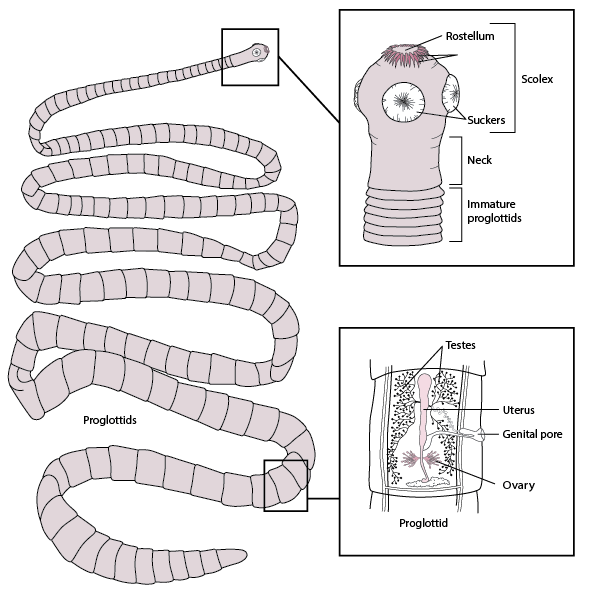 Rostellum
Scolex
Suckers
Neck
Immature
proglottids
Testes
Uterus
Genital pore
Ovary
Proglottid
Proglottids